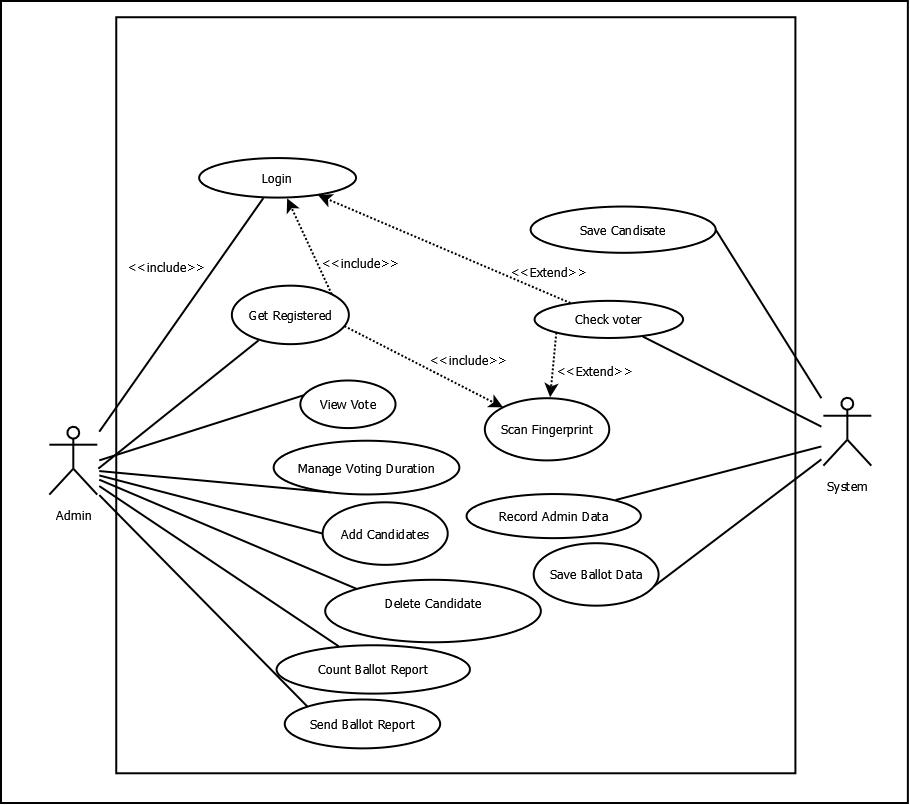 Login
Save Candisate
<<include>>
<<include>>
<<Extend>>
Get Registered
Check voter
<<include>>
<<Extend>>
View Vote
Scan Fingerprint
Manage Voting Duration
System
Admin
Record Admin Data
Add Candidates
Save Ballot Data
Delete Candidate
Count Ballot Report
Send Ballot Report